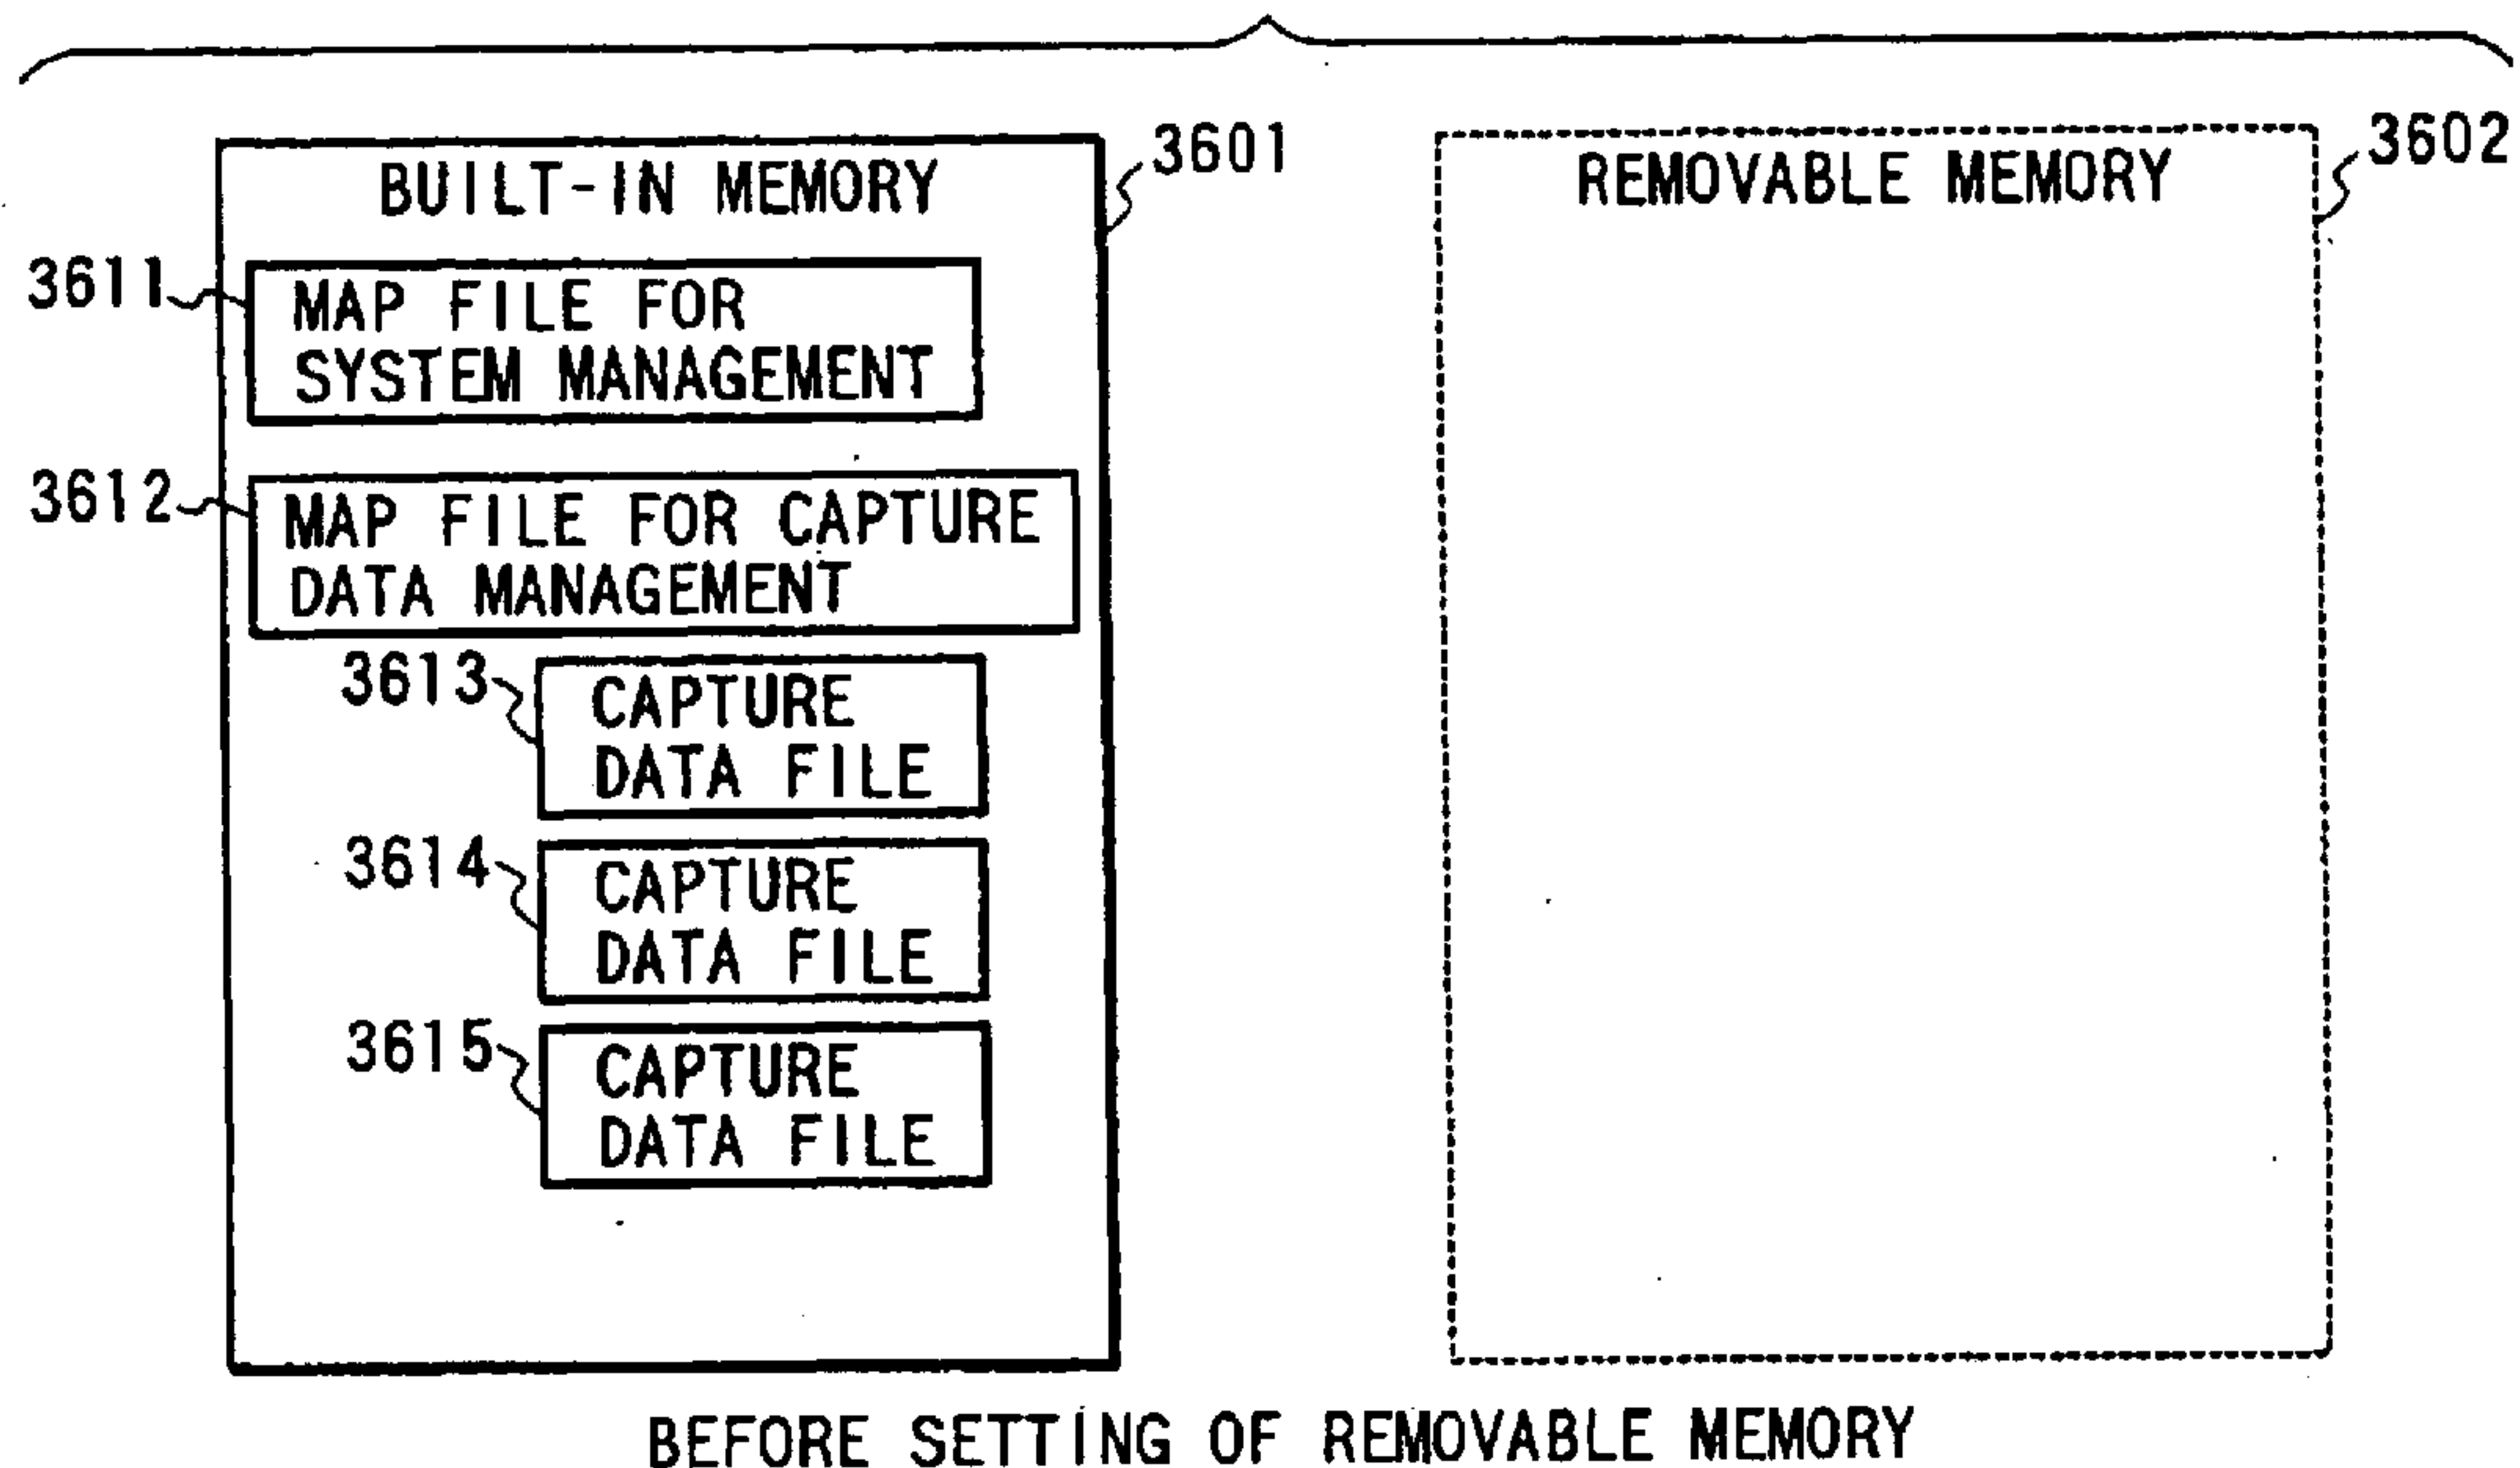 BUILT-IN MEMORY
3601
3611
MAP FILE FOR
SYSTEM MANAGEMENT
3612
MAP FILE FOR CAPTURE
DATA MANAGEMENT
3613
CAPTURE
DATA FILE
3614
CAPTURE
DATA FILE
3615
CAPTURE
DATA FILE
REMOVABLE MEMORY
3602
BEFORE SETTING OF REMOVABLE MEMORY